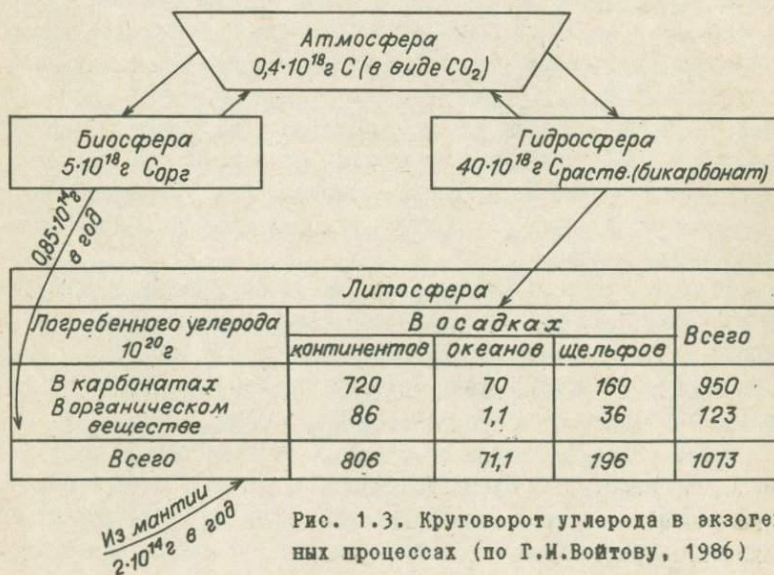 Атмосфера
0,4·10¹⁸г С (в виде CO₂)
Биосфера
5·10¹⁸г Сорг
Гидросфера
40·10¹⁸г Сраств.(бикарбонат)
0,85·10¹⁴г
в год
Литосфера
Погребенного углерода
10²⁰г
В осадках
Всего
континентов
океанов
щельфов
В карбонатах 720 70 160 950
В органическом
веществе 86 1,1 36 123
Всего 806 71,1 196 1073
Из мантии
2·10¹⁴г в год
Рис. 1.3. Круговорот углерода в экзоген
ных процессах (по Г.И.Войтову, 1986)